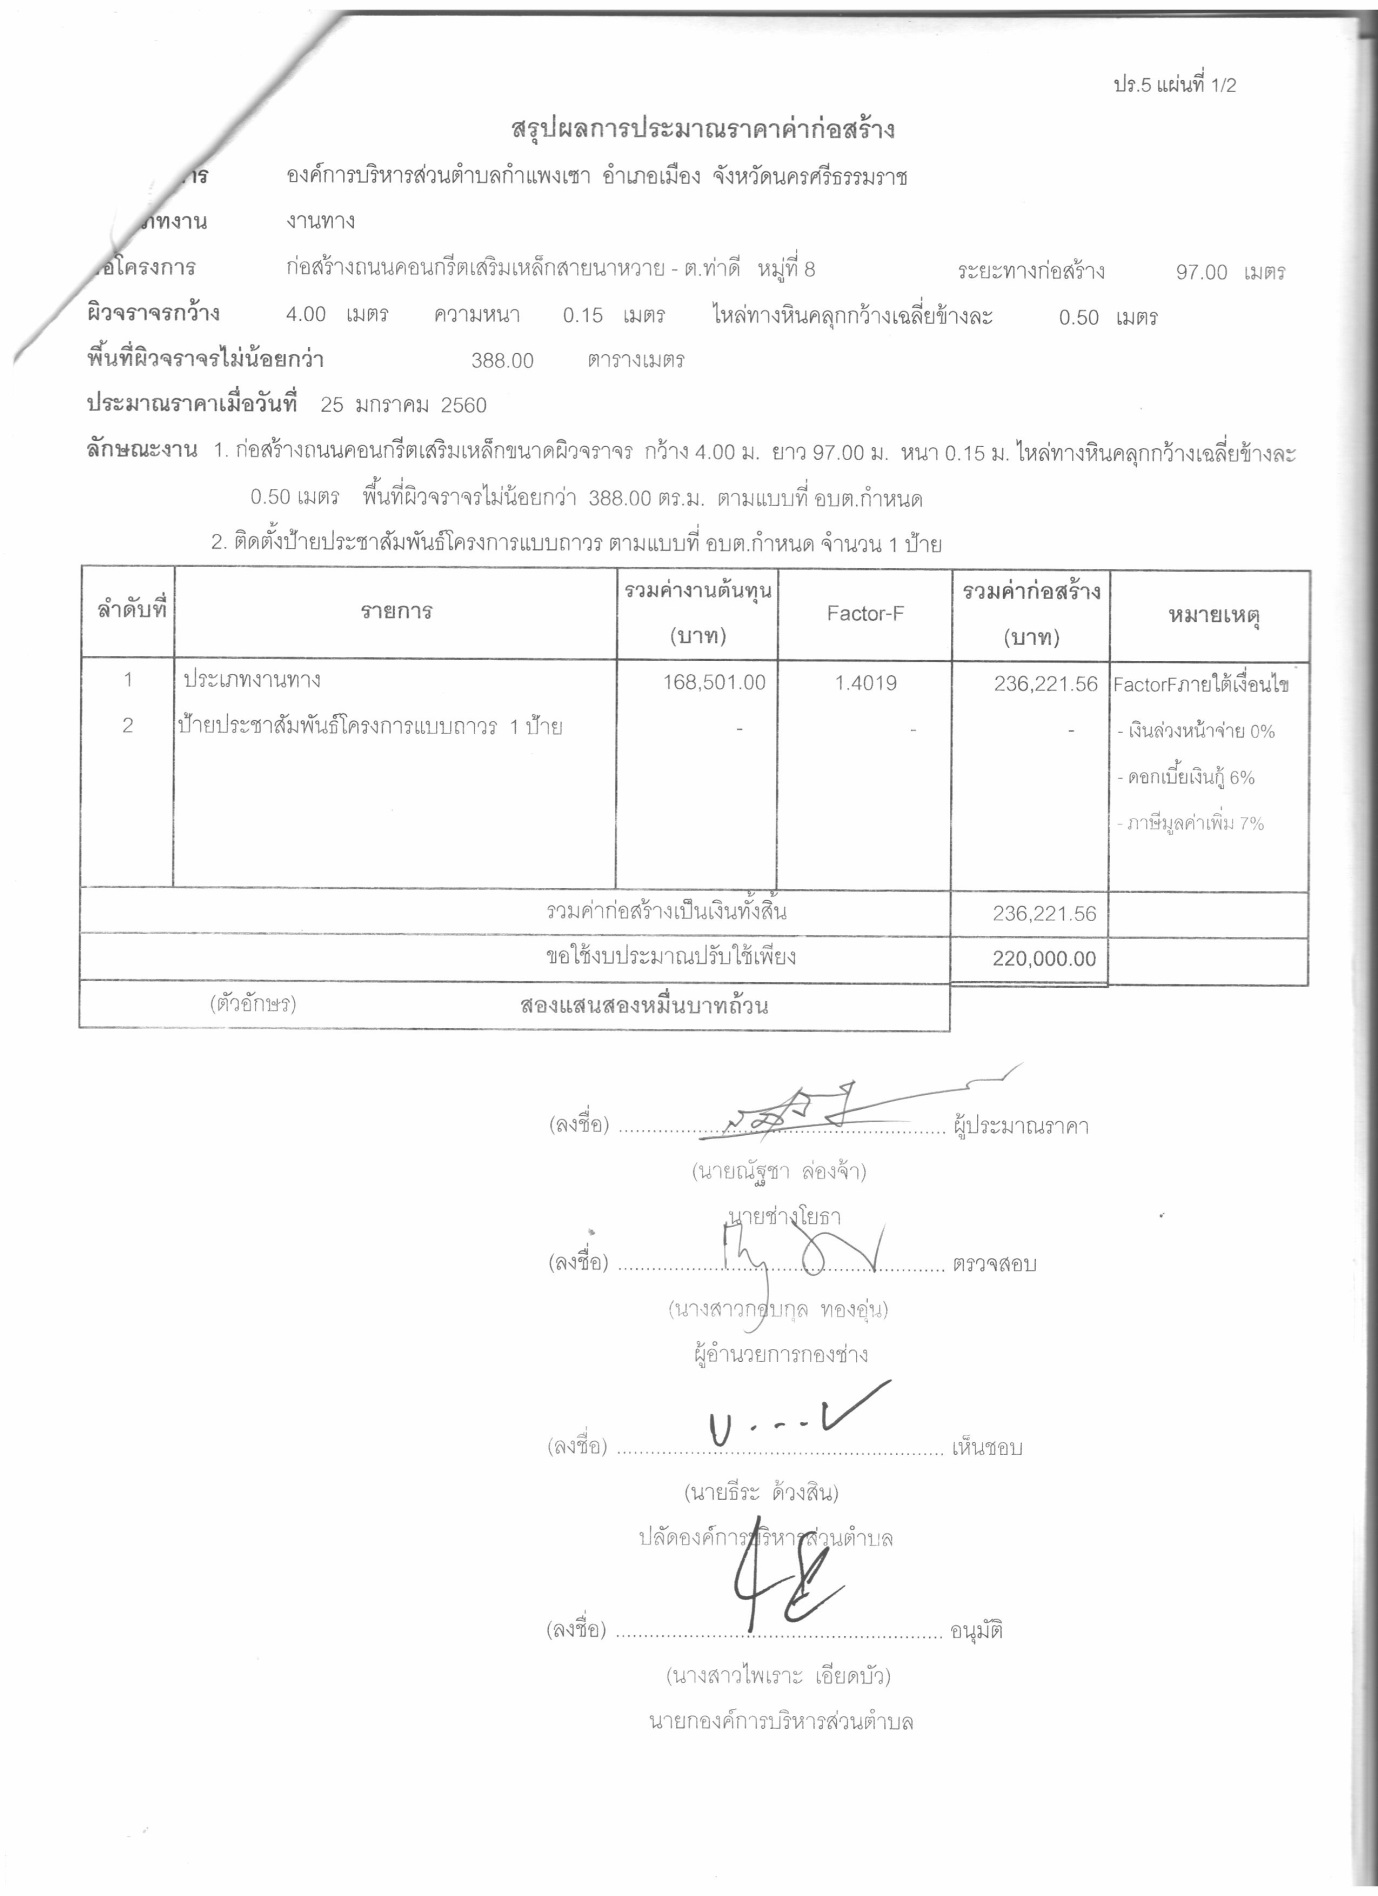 ปร.5 แผ่นที่ 1/2
สรุปผลการประมาณราคาค่าก่อสร้าง
องค์การบริหารส่วนตำบลกำแพงเซา อำเภอเมือง จังหวัดนครศรีธรรมราช
งานทาง
ก่อสร้างถนนคอนกรีตเสริมเหล็กสายนาหวาย - ต.ท่าดี หมู่ที่ 8 ระยะทางก่อสร้าง 97.00 เมตร
ผิวจราจรกว้าง 4.00 เมตร ความหนา 0.15 เมตร ไหล่ทางหินคลุกกว้างเฉลี่ยข้างละ 0.50 เมตร
พื้นที่ผิวจราจรไม่น้อยกว่า 388.00 ตารางเมตร
ประมาณราคาเมื่อวันที่ 25 มกราคม 2560
ลักษณะงาน 1. ก่อสร้างถนนคอนกรีตเสริมเหล็กขนาดผิวจราจร กว้าง 4.00 ม. ยาว 97.00 ม. หนา 0.15 ม. ไหล่ทางหินคลุกกว้างเฉลี่ยข้างละ
0.50 เมตร พื้นที่ผิวจราจรไม่น้อยกว่า 388.00 ตร.ม. ตามแบบที่ อบต.กำหนด
2. ติดตั้งป้ายประชาสัมพันธ์โครงการแบบถาวร ตามแบบที่ อบต.กำหนด จำนวน 1 ป้าย
ลำดับที่ รายการ รวมค่างานต้นทุน (บาท) Factor-F รวมค่าก่อสร้าง (บาท) หมายเหตุ
1 ประเภทงานทาง 168,501.00 1.4019 236,221.56 FactorFภายใต้เงื่อนไข
2 ป้ายประชาสัมพันธ์โครงการแบบถาวร 1 ป้าย - - - - เงินล่วงหน้าจ่าย 0%
- ดอกเบี้ยเงินกู้ 6%
- ภาษีมูลค่าเพิ่ม 7%
รวมค่าก่อสร้างเป็นเงินทั้งสิ้น 236,221.56
ขอใช้งบประมาณปรับใช้เพียง 220,000.00
(ตัวอักษร) สองแสนสองหมื่นบาทถ้วน
(ลงชื่อ) ........................ ผู้ประมาณราคา
(นายณัฐชา ล่องจ้า)
นายช่างโยธา
(ลงชื่อ) ........................ ตรวจสอบ
(นางสาวกอบกุล ทองอุ่น)
ผู้อำนวยการกองช่าง
(ลงชื่อ) ........................ เห็นชอบ
(นายธีระ ด้วงสิน)
ปลัดองค์การบริหารส่วนตำบล
(ลงชื่อ) ........................ อนุมัติ
(นางสาวไพเราะ เอียดบัว)
นายกองค์การบริหารส่วนตำบล